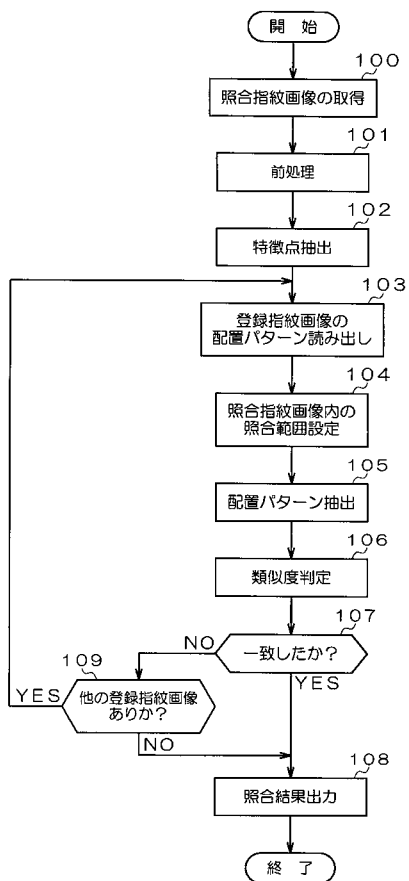 開 始
100
照合指紋画像の取得
101
前処理
102
特徴点抽出
103
登録指紋画像の
配置パターン読み出し
104
照合指紋画像内の
照合範囲設定
105
配置パターン抽出
106
類似度判定
107
一致したか？
NO
YES
109
他の登録指紋画像
ありか？
YES
NO
108
照合結果出力
終 了